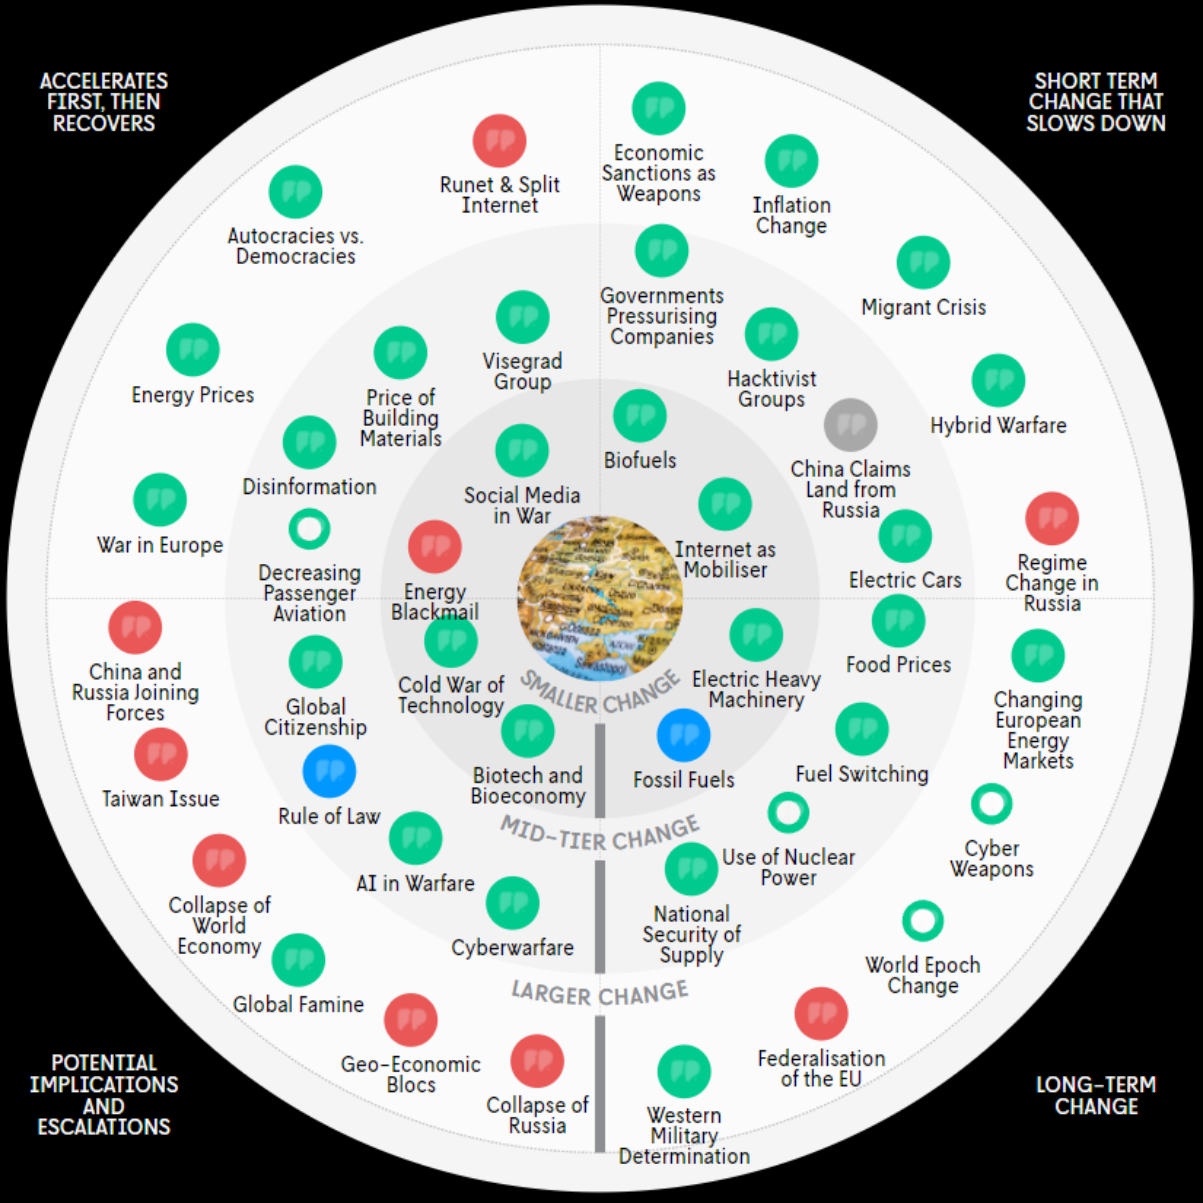 ACCELERATES
FIRST, THEN
RECOVERS
SHORT TERM
CHANGE THAT
SLOWS DOWN
Runet & Split
Internet
Autocracies vs.
Democracies
Energy Prices
Visegrad
Group
Price of
Building
Materials
Disinformation
War in Europe
Decreasing
Passenger
Aviation
Social Media
in War
Energy
Blackmail
Economic
Sanctions as
Weapons
Inflation
Change
Migrant Crisis
Governments
Pressurising
Companies
Hacktivist
Groups
Hybrid Warfare
Biofuels
China Claims
Land from
Russia
Internet as
Mobiliser
Electric Cars
Regime
Change in
Russia
China and
Russia Joining
Forces
Global
Citizenship
Cold War of
Technology
Taiwan Issue
Rule of Law
Biotech and
Bioeconomy
AI in Warfare
Collapse of
World
Economy
Cyberwarfare
Global Famine
Geo-Economic
Blocs
Collapse of
Russia
SMALLER CHANGE
MID-TIER CHANGE
LARGER CHANGE
Electric Heavy
Machinery
Food Prices
Changing
European
Energy
Markets
Fossil Fuels
Fuel Switching
Use of Nuclear
Power
Cyber
Weapons
National
Security of
Supply
World Epoch
Change
Federalisation
of the EU
Western
Military
Determination
POTENTIAL
IMPLICATIONS
AND
ESCALATIONS
LONG-TERM
CHANGE